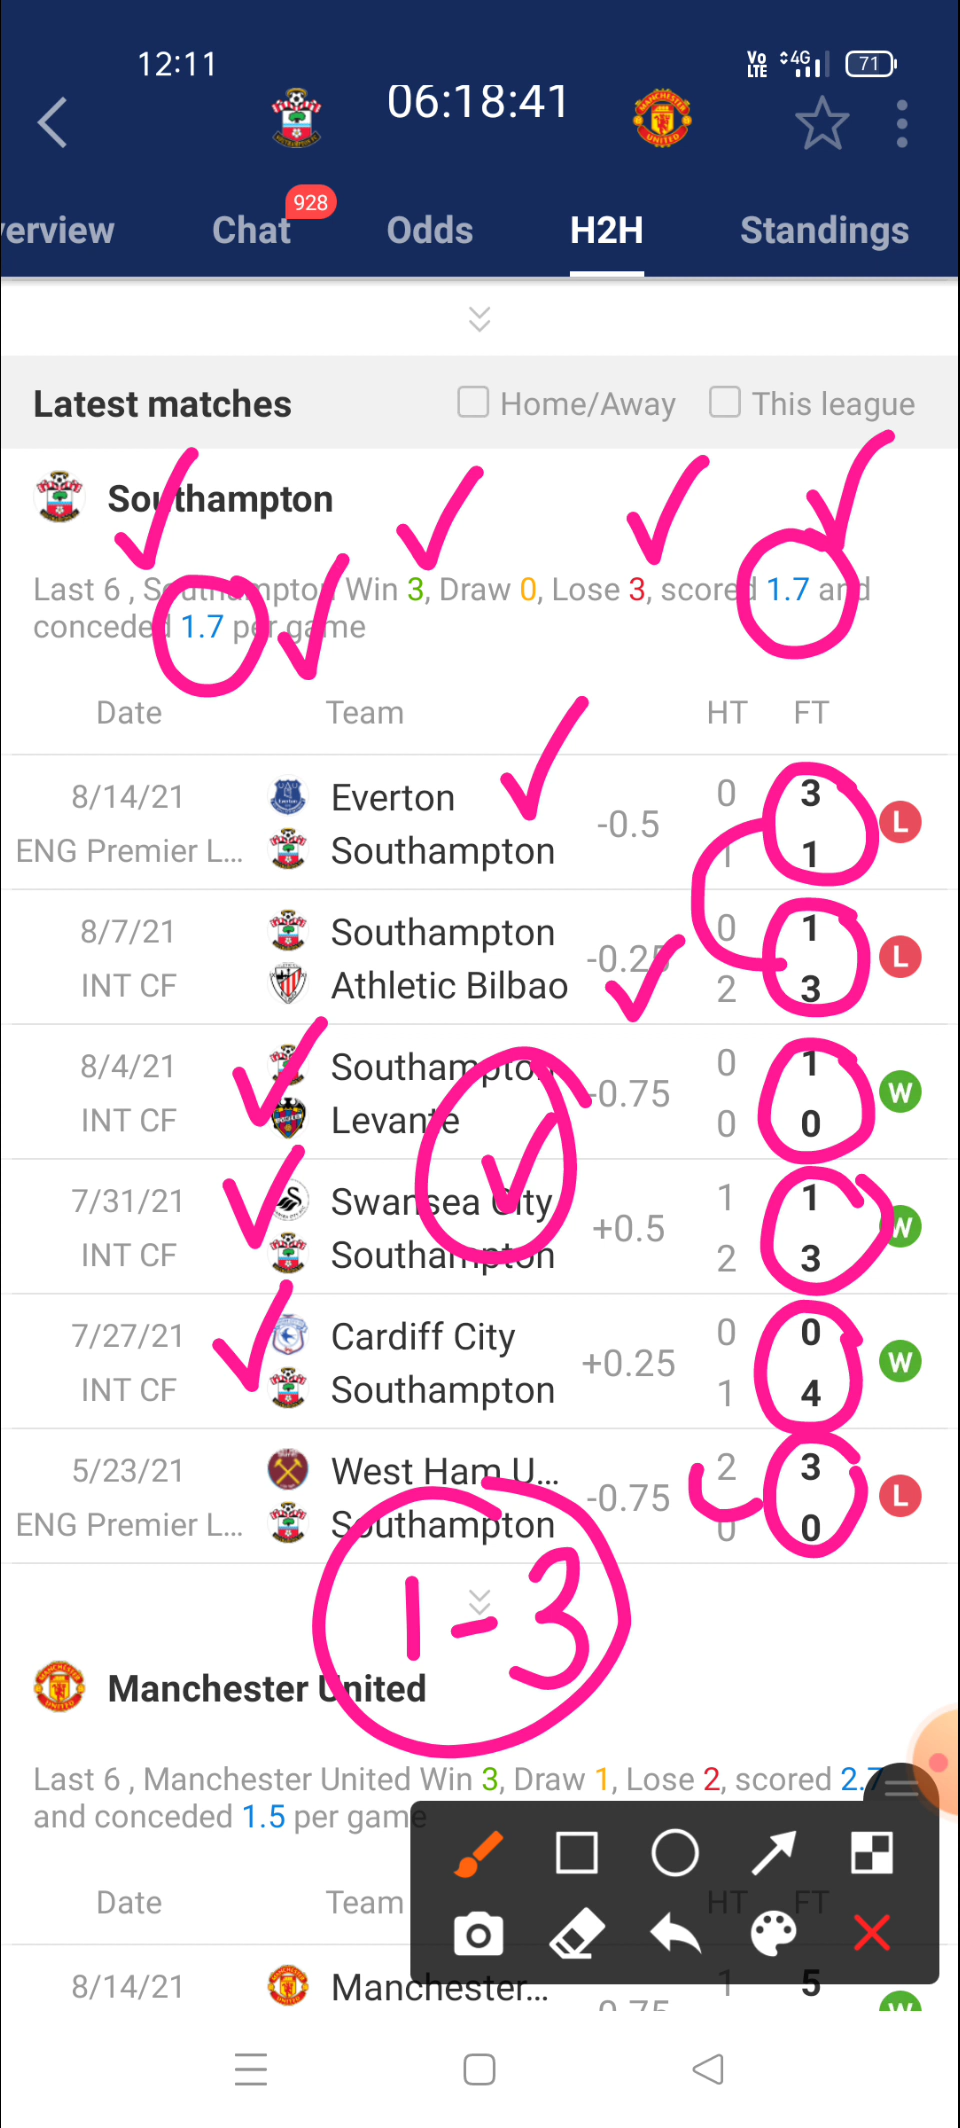 12:11
Vo LTE 4G 71
06:18:41
verview Chat 928 Odds H2H Standings
Latest matches Home/Away This league
Southampton
Last 6 , Southampton Win 3, Draw 0, Lose 3, scored 1.7 and
conceded 1.7 per game
Date Team HT FT
8/14/21 Everton 0 3
ENG Premier L... Southampton -0.5 1 1 L
8/7/21 Southampton 0 1
INT CF Athletic Bilbao -0.25 2 3 L
8/4/21 Southampton 0 1
INT CF Levante -0.75 0 0 W
7/31/21 Swansea City 1 1
INT CF Southampton +0.5 2 3 W
7/27/21 Cardiff City 0 0
INT CF Southampton +0.25 1 4 W
5/23/21 West Ham U... 2 3
ENG Premier L... Southampton -0.75 0 0 L
1-3
Manchester United
Last 6 , Manchester United Win 3, Draw 1, Lose 2, scored 2.7
and conceded 1.5 per game
Date Team HT FT
8/14/21 Manchester... 1 5
W